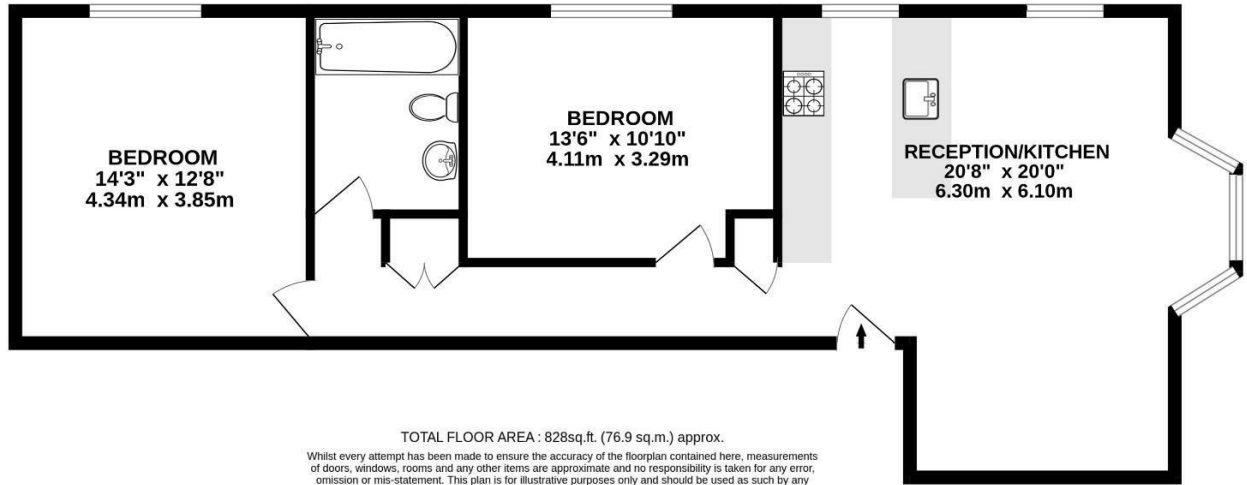 BEDROOM
14'3" x 12'8"
4.34m x 3.85m
BEDROOM
13'6" x 10'10"
4.11m x 3.29m
RECEPTION/KITCHEN
20'8" x 20'0"
6.30m x 6.10m
TOTAL FLOOR AREA : 828sq.ft. (76.9 sq.m.) approx.
Whilst every attempt has been made to ensure the accuracy of the floorplan contained here, measurements
of doors, windows, rooms and any other items are approximate and no responsibility is taken for any error,
omission or mis-statement. This plan is for illustrative purposes only and should be used as such by any